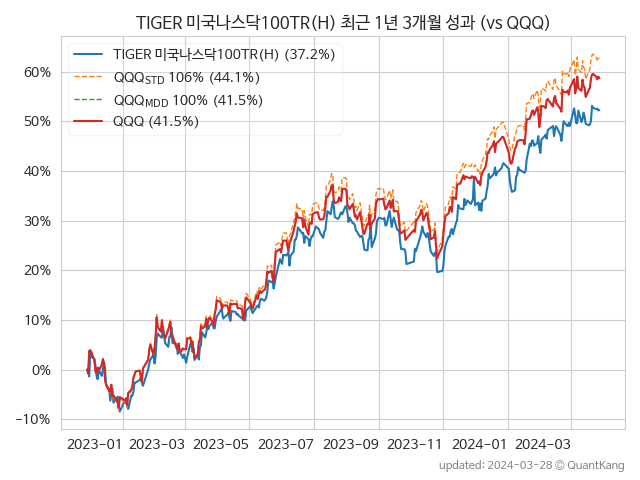 TIGER 미국나스닥100TR(H) 최근 1년 3개월 성과 (vs QQQ)
TIGER 미국나스닥100TR(H) (37.2%)
QQQSTD 106% (44.1%)
QQQMDD 100% (41.5%)
QQQ (41.5%)
60%
50%
40%
30%
20%
10%
0%
−10%
2023-01 2023-03 2023-05 2023-07 2023-09 2023-11 2024-01 2024-03
updated: 2024-03-28 © QuantKang